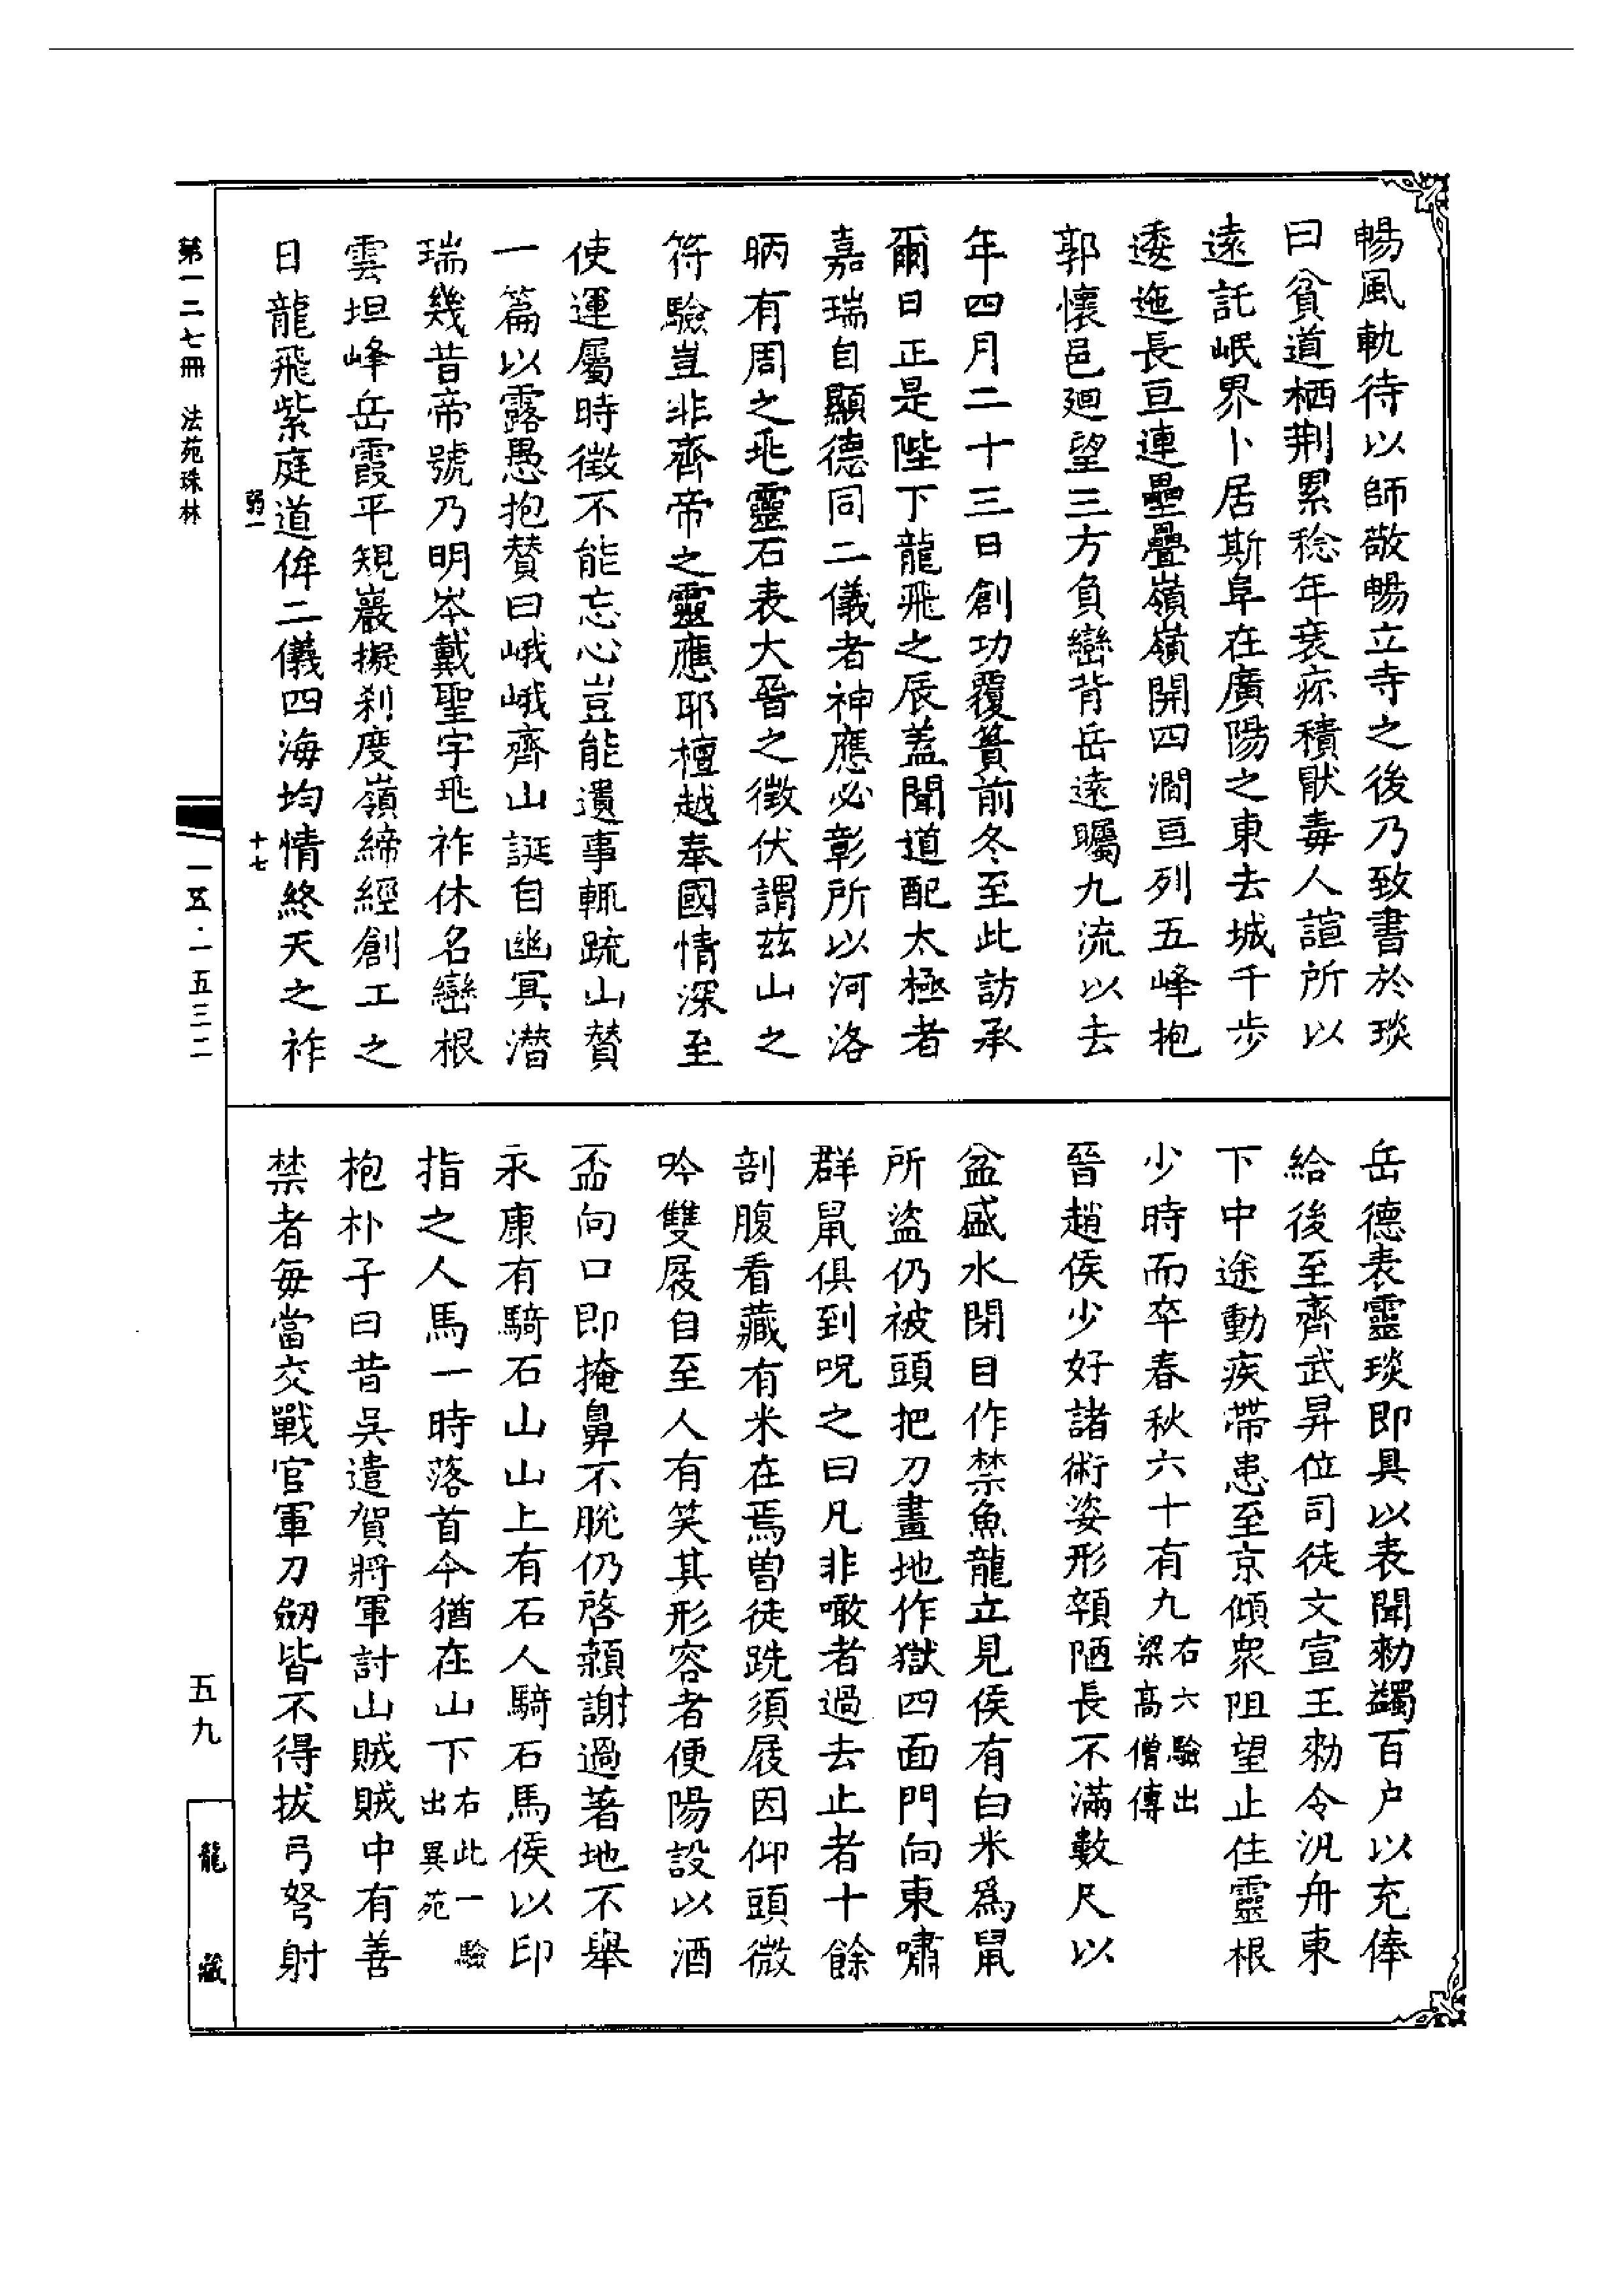 暢風軌待以師敬暢立寺之後乃致書於琰
曰貧道栖荆累稔年衰疹積猒毒人諠所以
遠託岷界卜居斯阜在廣陽之東去城千步
逶迤長亘連壘疊嶺嶺開四澗亘列五峰抱
郭懷邑廻望三方負巒背岳遠矚九流以去
年四月二十三日創功覆簣前冬至此訪承
爾日正是陛下龍飛之辰蓋聞道配太極者
嘉瑞自顯德同二儀者神應必彰所以河洛
昞有周之兆靈石表大晉之徵伏謂茲山之
符驗豈非齊帝之靈應耶檀越奉國情深至
使運屬時徵不能忘心豈能遺事輒疏山贊
一篇以露愚抱贊曰峨峨齊山誕自幽冥潜
瑞幾昔帝號乃明岑戴聖宇兆祚休名巒根
雲坦峰岳霞平規巖擬刹度嶺締經創工之
日龍飛紫庭道侔二儀四海均情終天之祚
岳德表靈琰即具以表聞勑蠲百户以充俸
給後至齊武昇位司徒文宣王勑令汎舟東
下中途動疾帶患至京傾衆阻望止住靈根
少時而卒春秋六十有九右六驗出梁高僧傳
晉趙侯少好諸術姿形顇陋長不滿數尺以
盆盛水閉目作禁魚龍立見侯有白米爲鼠
所盜仍被頭把刀畫地作獄四面門向東嘯
群鼠俱到呪之曰凡非噉者過去止者十餘
剖腹看藏有米在焉曽徒跣須屐因仰頭微
吟雙屐自至人有笑其形容者便陽設以酒
盃向口即掩鼻不脫仍啓顙謝過著地不舉
永康有騎石山山上有石人騎石馬侯以印
指之人馬一時落首今猶在山下右此一驗出異苑
抱朴子曰昔吳遣賀將軍討山賊賊中有善
禁者每當交戰官軍刀劒皆不得拔弓弩射
第一二七冊 法苑珠林
弱一
十七
一五·一五三二
五九
龍藏